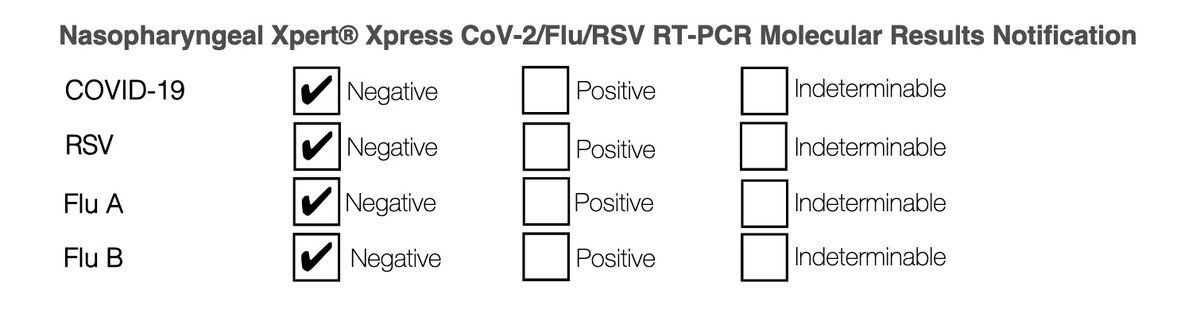 Nasopharyngeal Xpert® Xpress CoV-2/Flu/RSV RT-PCR Molecular Results Notification
COVID-19 ✔ Negative Positive Indeterminable
RSV ✔ Negative Positive Indeterminable
Flu A ✔ Negative Positive Indeterminable
Flu B ✔ Negative Positive Indeterminable